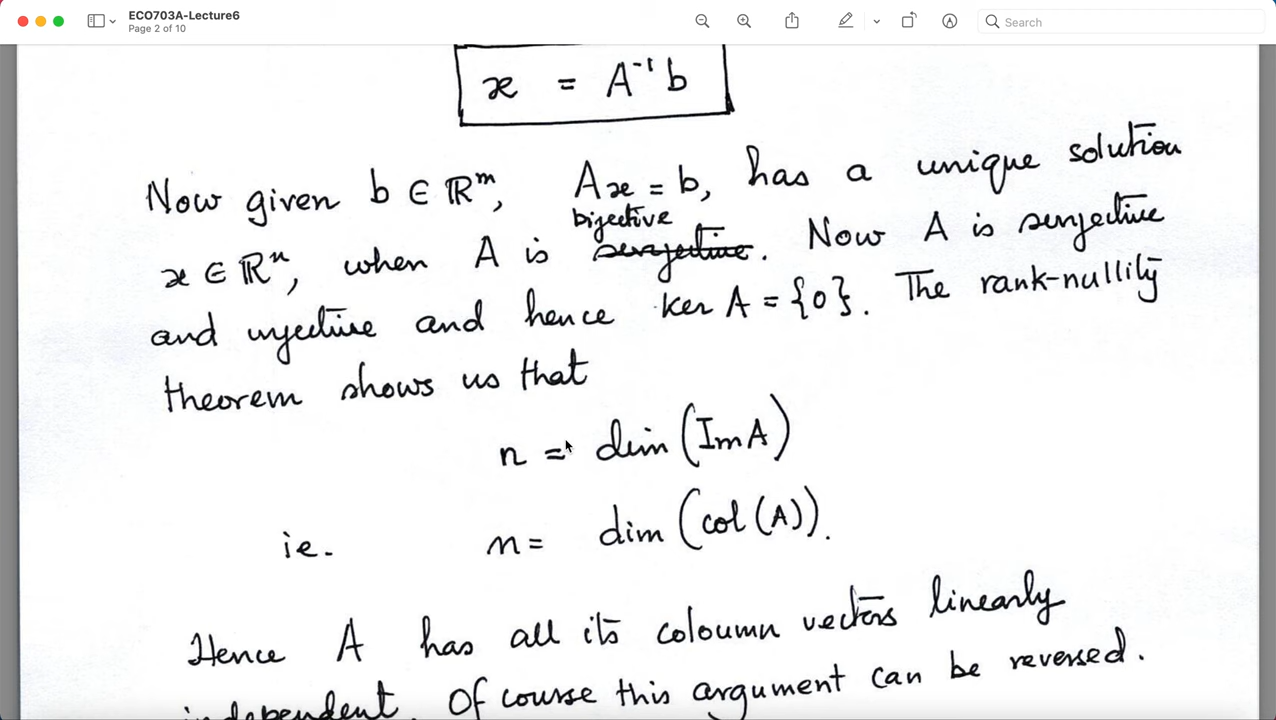 ECO703A-Lecture6
Page 2 of 10
Search
x = A⁻¹ b
Now given b ∈ ℝᵐ, Ax = b, has a unique solution
bijective
x ∈ ℝⁿ, when A is surjective. Now A is surjective
and injective and hence ker A = {0}. The rank-nullity
theorem shows us that
n = dim (Im A)
ie. n = dim (col (A)).
Hence A has all its coloumn vectors linearly
independent. Of course this argument can be reversed.